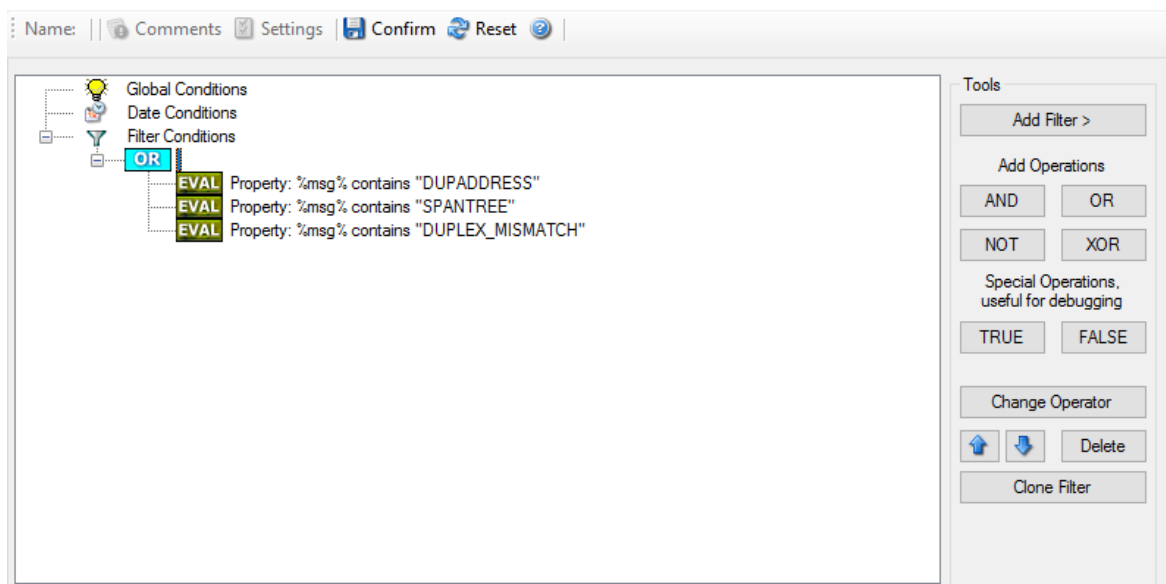 Name: Comments Settings Confirm Reset
Global Conditions
Date Conditions
Filter Conditions
OR
EVAL Property: %msg% contains "DUPADDRESS"
EVAL Property: %msg% contains "SPANTREE"
EVAL Property: %msg% contains "DUPLEX_MISMATCH"
Tools
Add Filter >
Add Operations
AND OR
NOT XOR
Special Operations,
useful for debugging
TRUE FALSE
Change Operator
Delete
Clone Filter